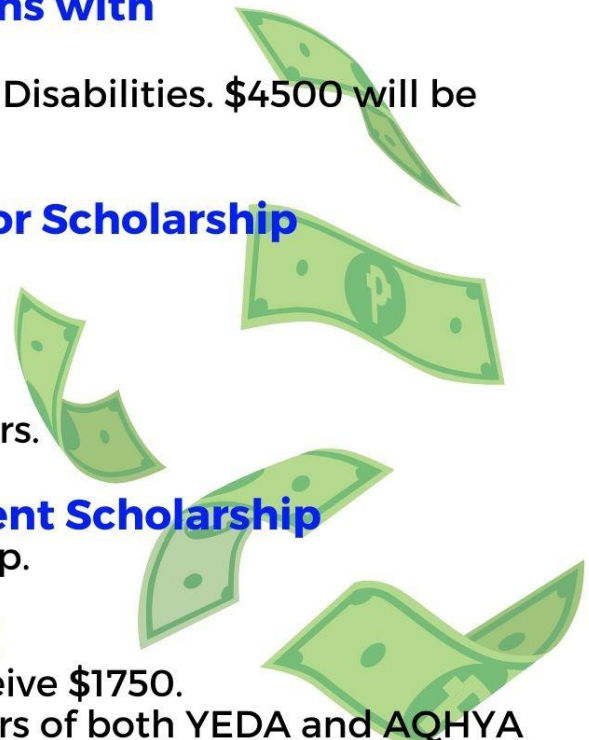 ns with
Disabilities. $4500 will be
or Scholarship
rs.
ent Scholarship
p.
eive $1750.
rs of both YEDA and AQHYA